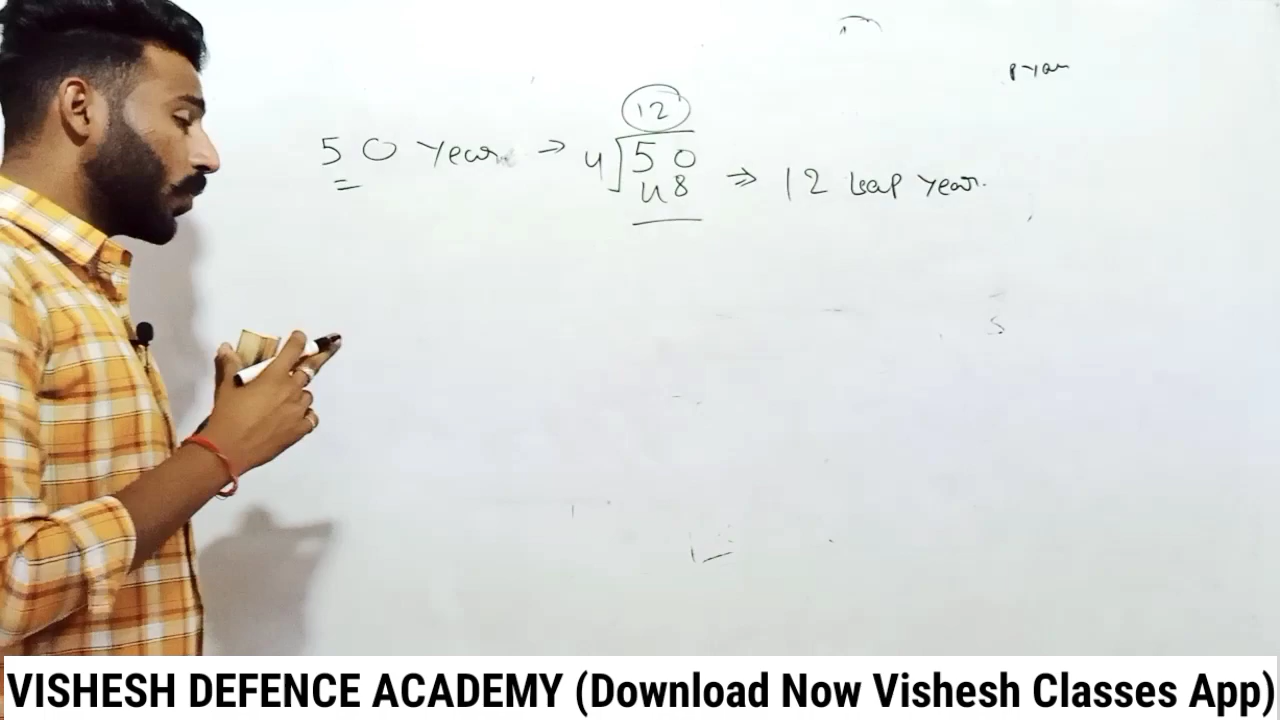 12
50 Year → 4)50 ⇒ 12 leap year.
48
VISHESH DEFENCE ACADEMY (Download Now Vishesh Classes App)